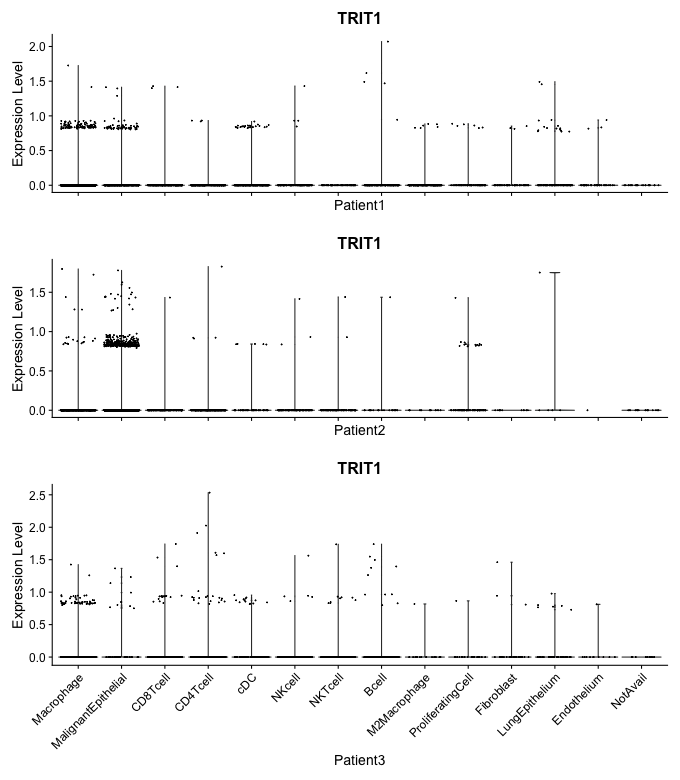 TRIT1
Expression Level
2.0
1.5
1.0
0.5
0.0
Patient1
TRIT1
Expression Level
1.5
1.0
0.5
0.0
Patient2
TRIT1
Expression Level
2.5
2.0
1.5
1.0
0.5
0.0
Macrophage
MalignantEpithelial
CD8Tcell
CD4Tcell
cDC
NKcell
NKTcell
Bcell
M2Macrophage
ProliferatingCell
Fibroblast
LungEpithelium
Endothelium
NotAvail
Patient3